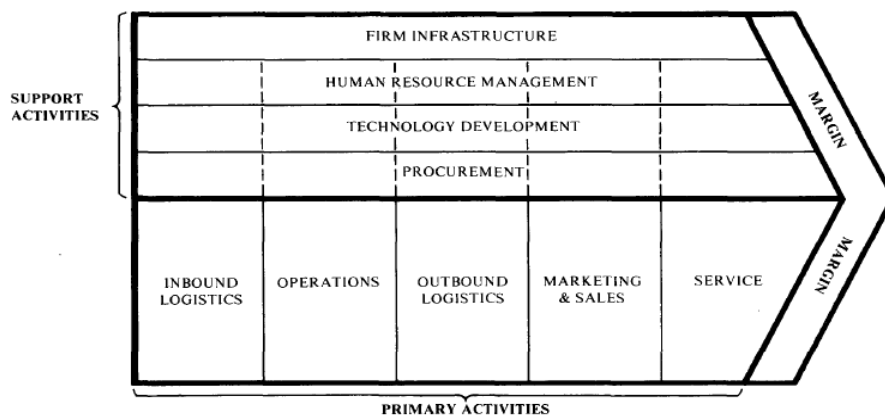 FIRM INFRASTRUCTURE
HUMAN RESOURCE MANAGEMENT
SUPPORT
ACTIVITIES
TECHNOLOGY DEVELOPMENT
PROCUREMENT
MARGIN
MARGIN
INBOUND
LOGISTICS
OPERATIONS
OUTBOUND
LOGISTICS
MARKETING
& SALES
SERVICE
PRIMARY ACTIVITIES